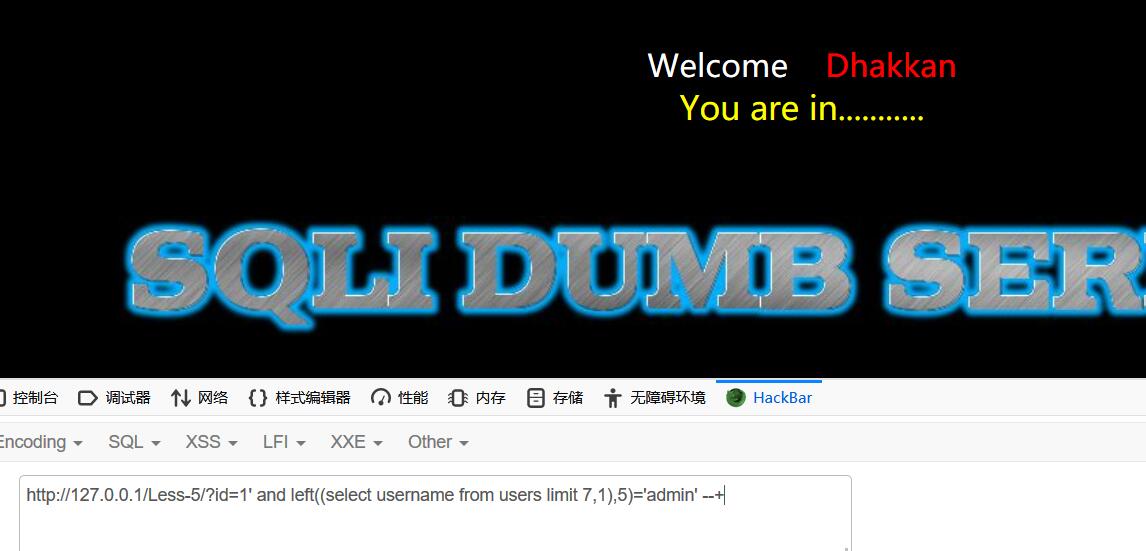 Welcome Dhakkan
You are in...........
SQLI DUMB SER
控制台 调试器 网络 样式编辑器 性能 内存 存储 无障碍环境 HackBar
Encoding SQL XSS LFI XXE Other
http://127.0.0.1/Less-5/?id=1' and left((select username from users limit 7,1),5)='admin' --+